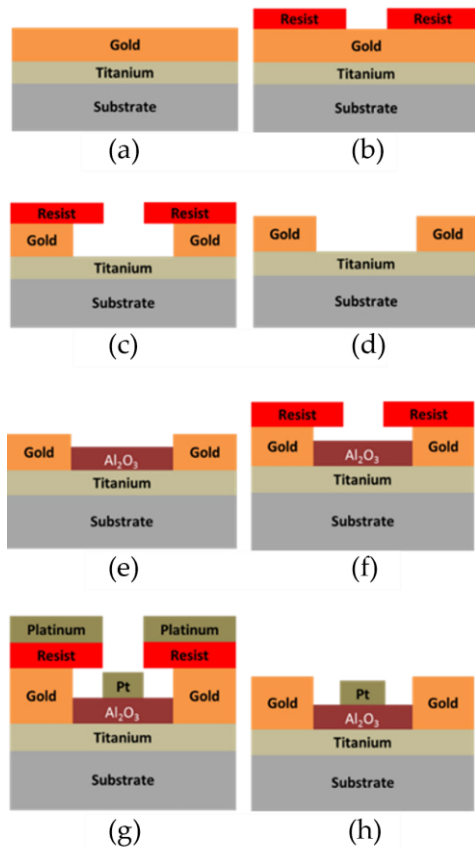 Gold
Titanium
Substrate
(a)
Resist Resist
Gold
Titanium
Substrate
(b)
Resist Resist
Gold Gold
Titanium
Substrate
(c)
Gold Gold
Titanium
Substrate
(d)
Gold Al₂O₃ Gold
Titanium
Substrate
(e)
Resist Resist
Gold Al₂O₃ Gold
Titanium
Substrate
(f)
Platinum Platinum
Resist Resist
Gold Pt Gold
Al₂O₃
Titanium
Substrate
(g)
Gold Pt Gold
Al₂O₃
Titanium
Substrate
(h)